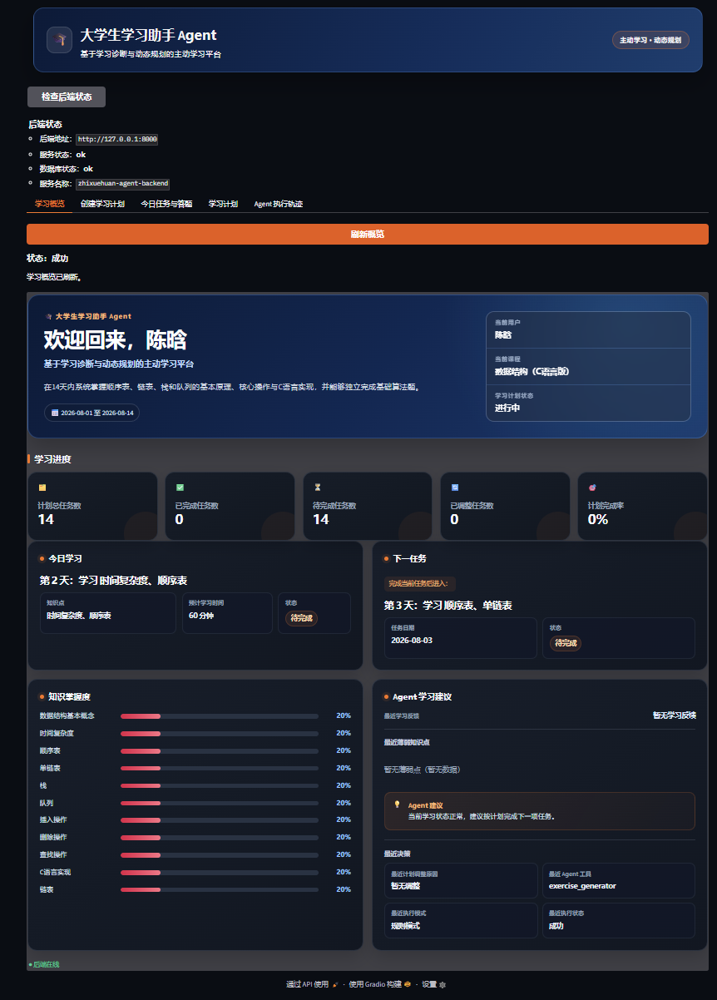 大学生学习助手 Agent
基于学习诊断与动态规划的主动学习平台
主动学习 • 动态规划
检查后端状态
后端状态
后端地址： http://127.0.0.1:8000
服务状态：ok
数据库状态：ok
服务名称： zhixuehuan-agent-backend
学习概览 创建学习计划 今日任务与答题 学习计划 Agent 执行轨迹
刷新概览
状态：成功
学习概览已刷新。
大学生学习助手 Agent
欢迎回来，陈晗
基于学习诊断与动态规划的主动学习平台
在14天内系统掌握顺序表、链表、栈和队列的基本原理、核心操作与C语言实现，并能够独立完成基础算法题。
2026-08-01 至 2026-08-14
当前用户
陈晗
当前课程
数据结构（C语言版）
学习计划状态
进行中
学习进度
计划总任务数
14
已完成任务数
0
待完成任务数
14
已调整任务数
0
计划完成率
0%
今日学习
第 2 天：学习 时间复杂度、顺序表
知识点
时间复杂度、顺序表
预计学习时间
60 分钟
状态
待完成
下一任务
完成当前任务后进入：
第 3 天：学习 顺序表、单链表
任务日期
2026-08-03
状态
待完成
知识掌握度
数据结构基本概念 20%
时间复杂度 20%
顺序表 20%
单链表 20%
栈 20%
队列 20%
插入操作 20%
删除操作 20%
查找操作 20%
C语言实现 20%
链表 20%
Agent 学习建议
最近学习反馈 暂无学习反馈
最近薄弱知识点
暂无薄弱点（暂无数据）
Agent 建议
当前学习状态正常，建议按计划完成下一项任务。
最近决策
最近计划调整原因
暂无调整
最近 Agent 工具
exercise_generator
最近执行模式
规则模式
最近执行状态
成功
后端在线
通过 API 使用 · 使用 Gradio 构建 · 设置